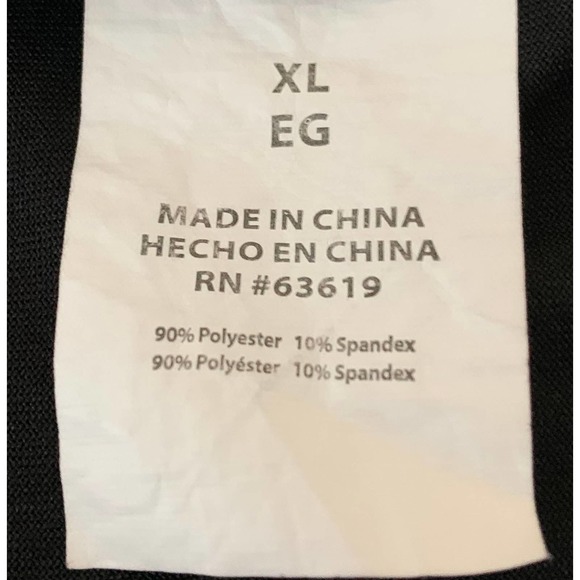 XL
EG
MADE IN CHINA
HECHO EN CHINA
RN #63619
90% Polyester 10% Spandex
90% Polyéster 10% Spandex